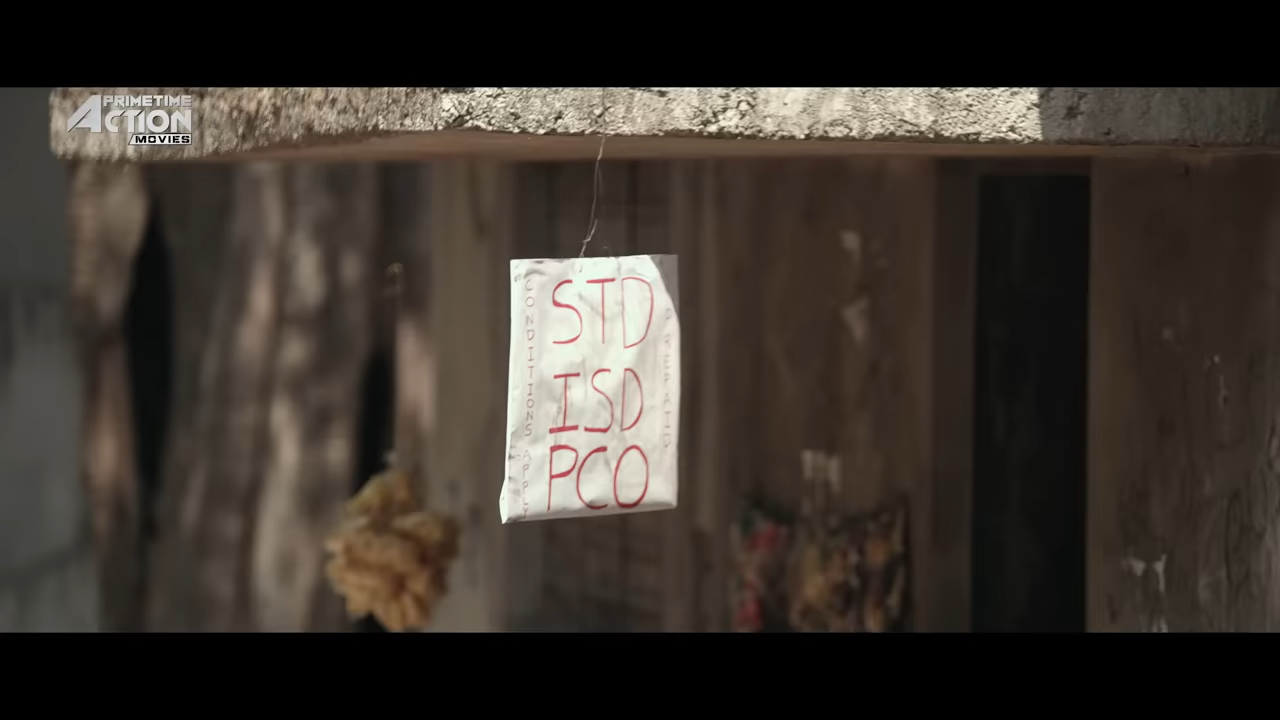 PRIMETIME
ACTION
MOVIES
CONDITIONS APPLY
STD
ISD
PCO